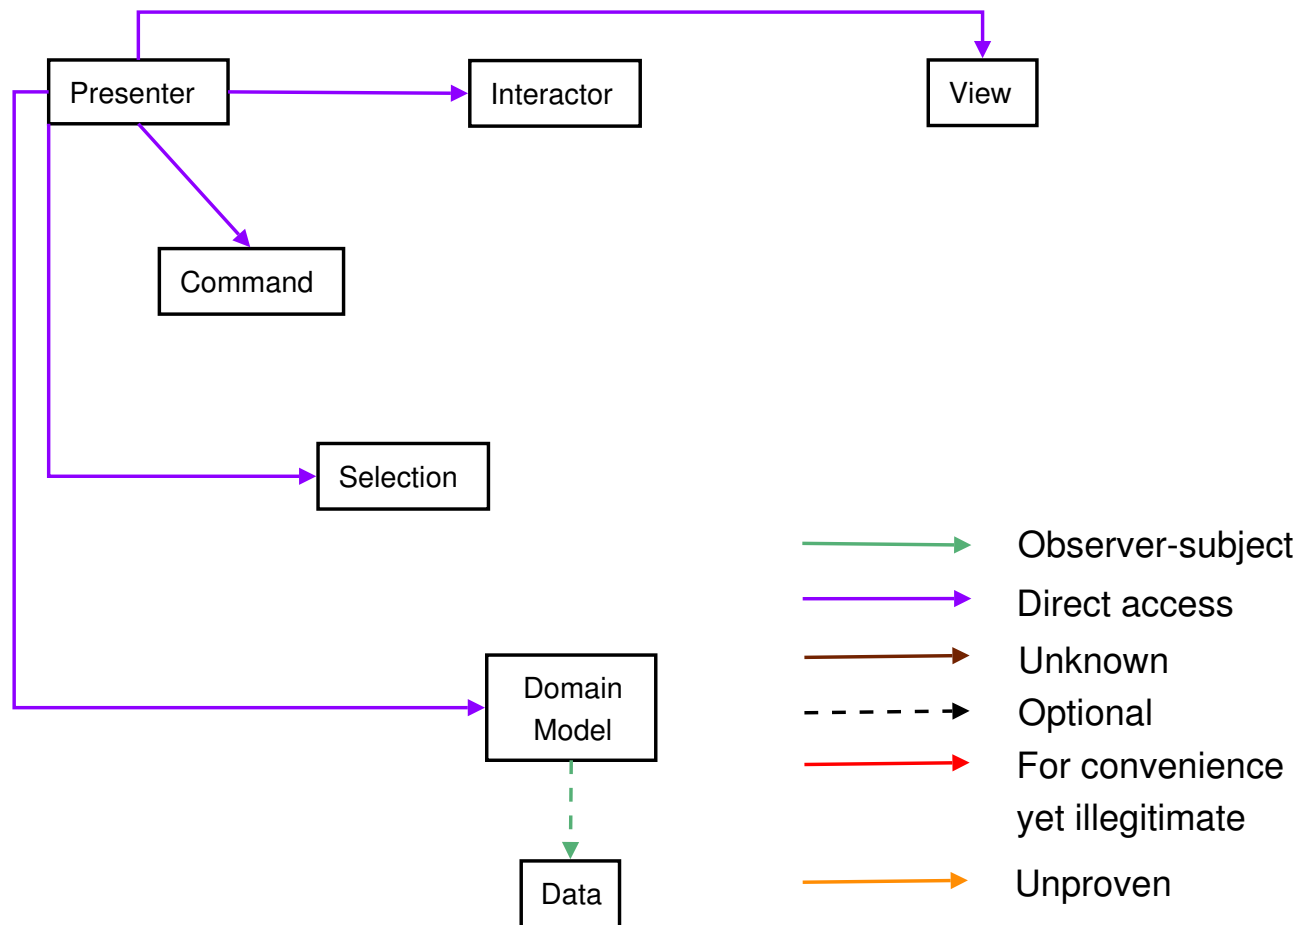 Presenter
Interactor
View
Command
Selection
Observer-subject
Direct access
Unknown
Domain
Model
Optional
For convenience
yet illegitimate
Data
Unproven